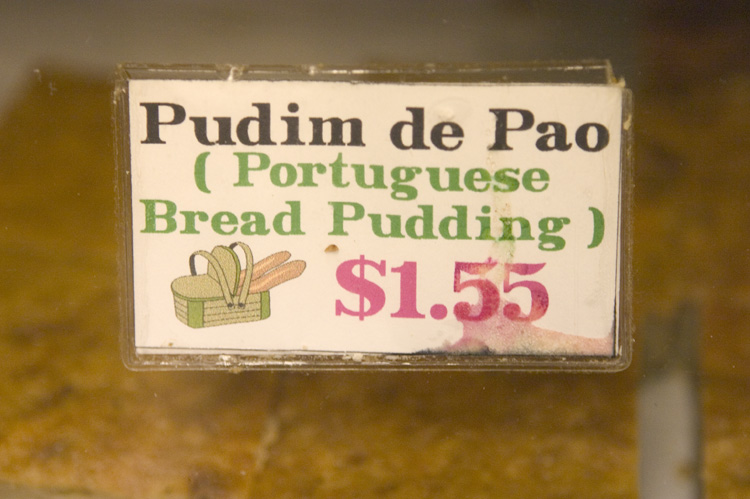 Pudim de Pao
( Portuguese
Bread Pudding )
$1.55